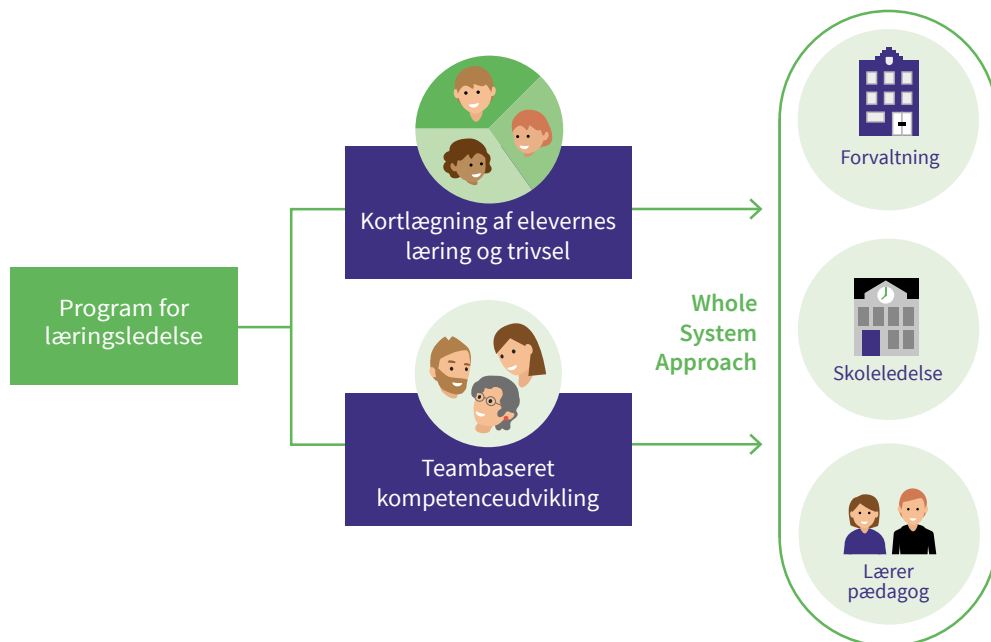 Program for
læringsledelse
Kortlægning af elevernes
læring og trivsel
Teambaseret
kompetenceudvikling
Whole
System
Approach
Forvaltning
Skoleledelse
Lærer
pædagog